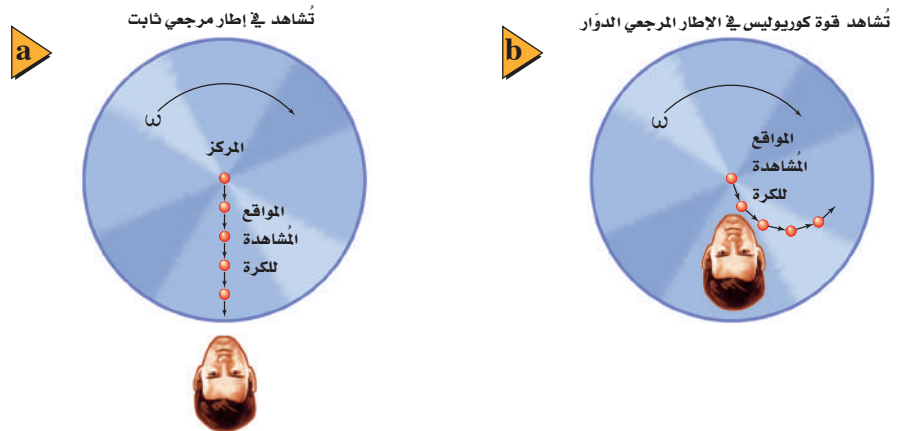 تُشاهد في إطار مرجعي ثابت
a
ω
المركز
المواقع
المُشاهدة
للكرة
تُشاهد قوة كوريوليس في الإطار المرجعي الدوّار
b
ω
المواقع
المُشاهدة
للكرة